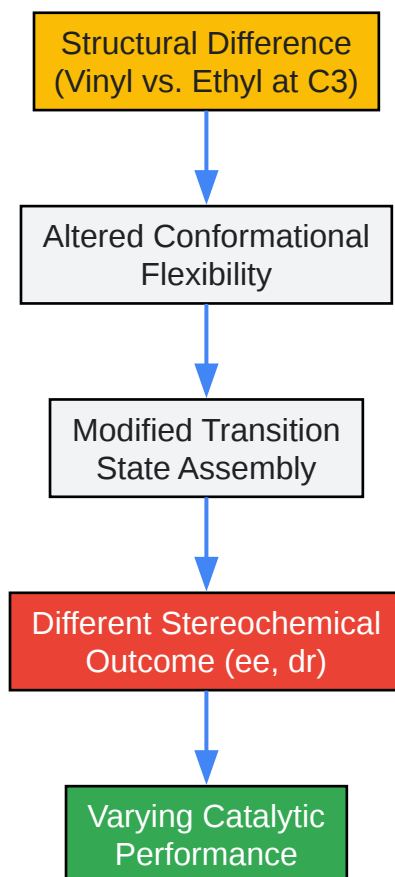 Structural Difference
(Vinyl vs. Ethyl at C3)
Altered Conformational
Flexibility
Modified Transition
State Assembly
Different Stereochemical
Outcome (ee, dr)
Varying Catalytic
Performance